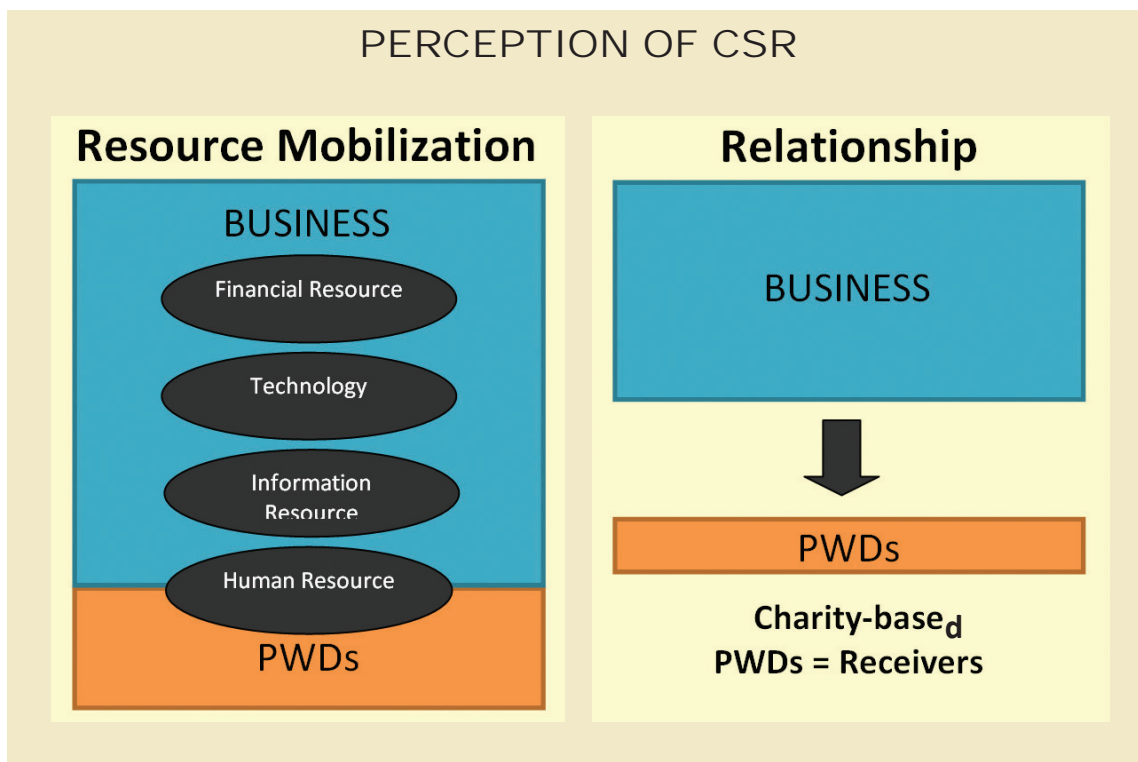 PERCEPTION OF CSR
Resource Mobilization
BUSINESS
Financial Resource
Technology
Information
Resource
Human Resource
PWDs
Relationship
BUSINESS
PWDs
Charity-based
PWDs = Receivers